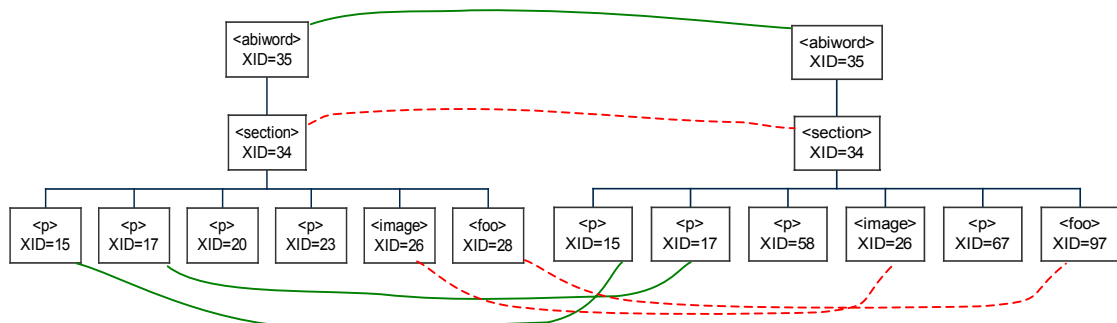 <abiword>
XID=35
<abiword>
XID=35
<section>
XID=34
<section>
XID=34
<p>
XID=15
<p>
XID=17
<p>
XID=20
<p>
XID=23
<image>
XID=26
<foo>
XID=28
<p>
XID=15
<p>
XID=17
<p>
XID=58
<image>
XID=26
<p>
XID=67
<foo>
XID=97